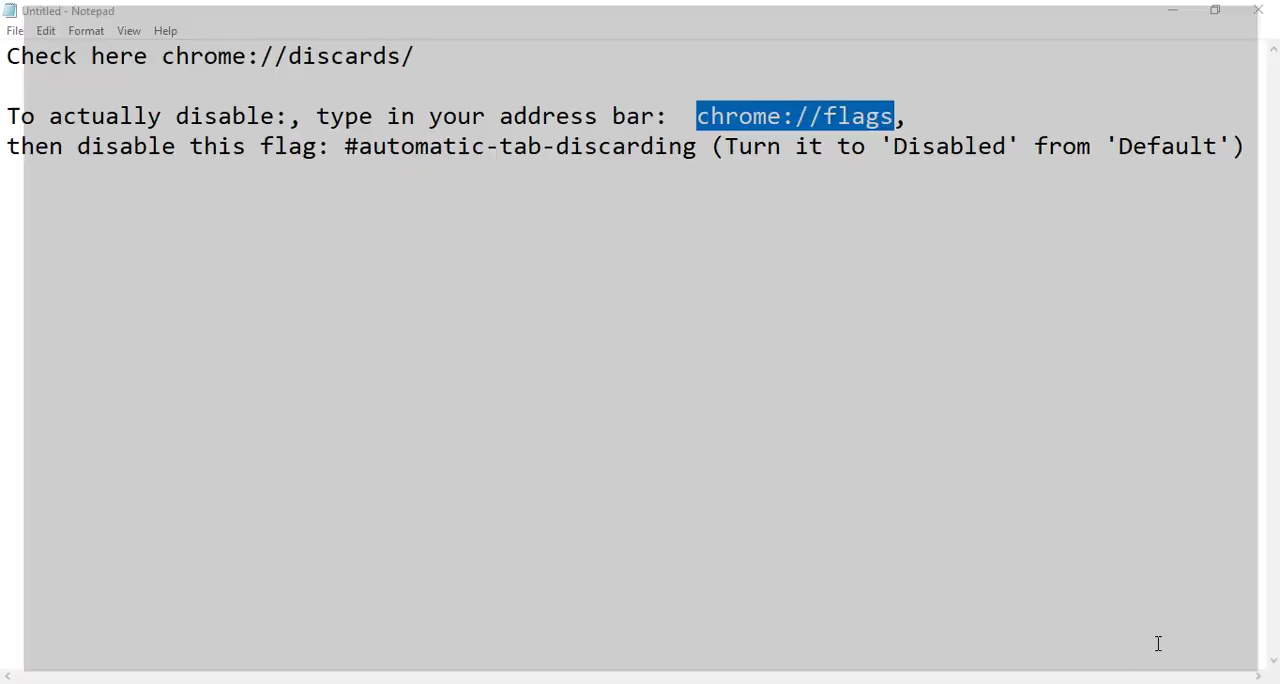 Untitled - Notepad
File Edit Format View Help
Check here chrome://discards/
To actually disable:, type in your address bar:  chrome://flags,
then disable this flag: #automatic-tab-discarding (Turn it to 'Disabled' from 'Default')